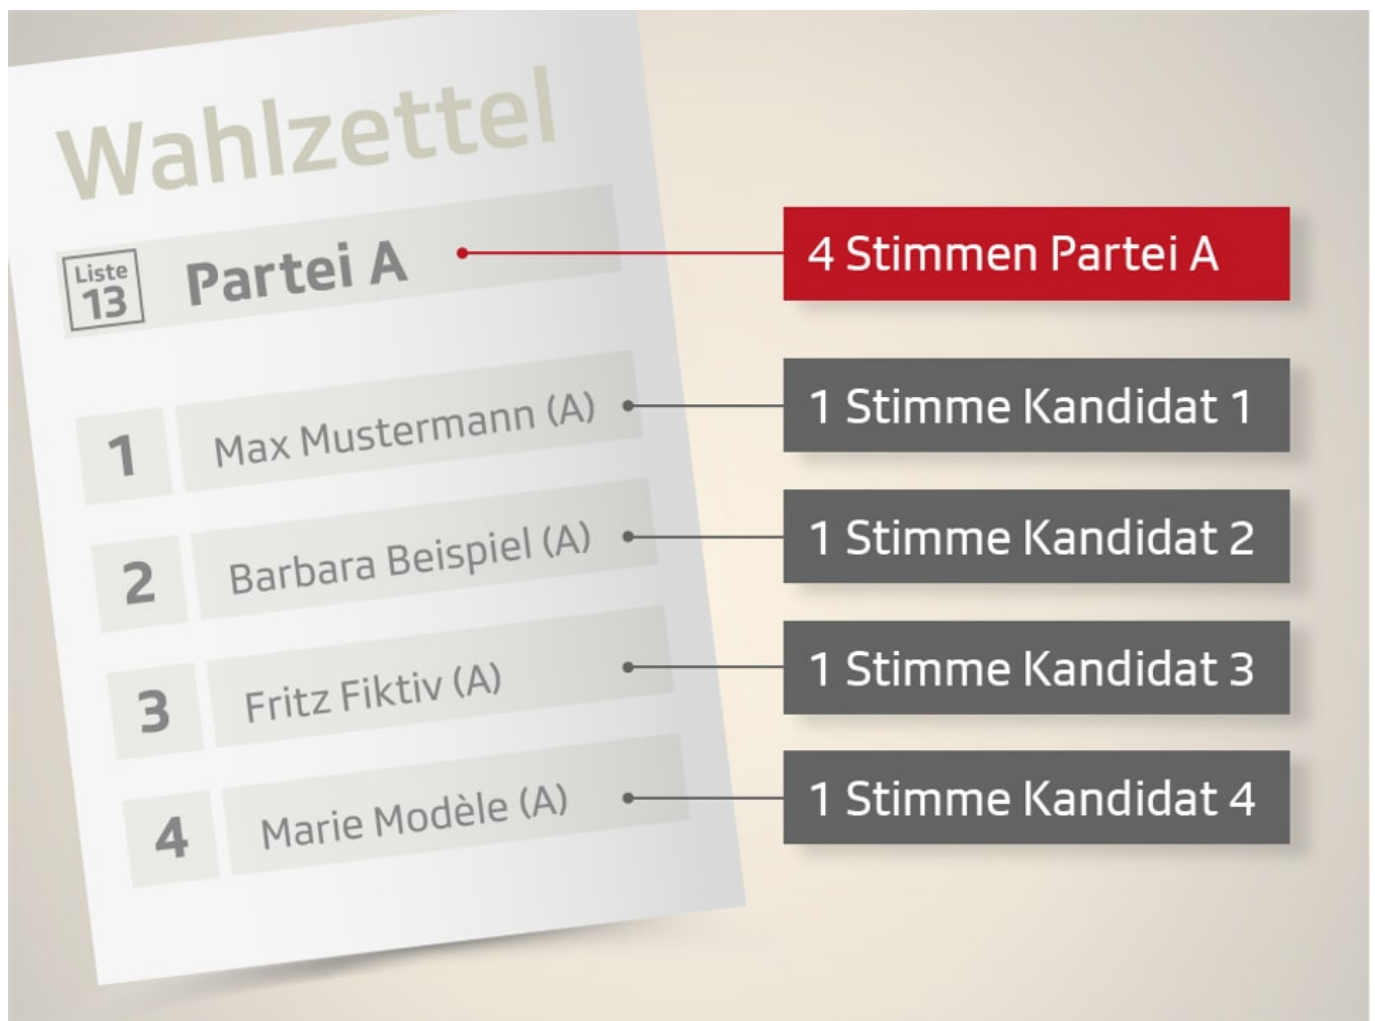 Wahlzettel
Liste
13
Partei A
4 Stimmen Partei A
1
Max Mustermann (A)
1 Stimme Kandidat 1
2
Barbara Beispiel (A)
1 Stimme Kandidat 2
3
Fritz Fiktiv (A)
1 Stimme Kandidat 3
4
Marie Modèle (A)
1 Stimme Kandidat 4